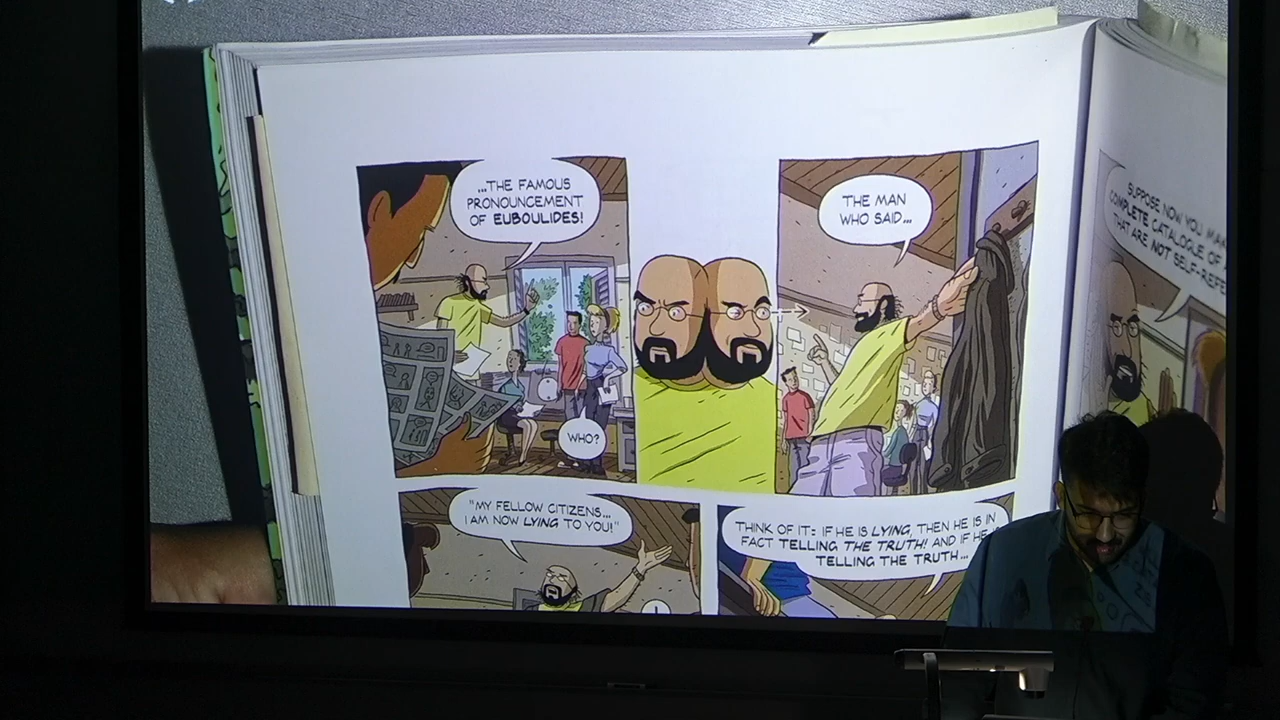 ...THE FAMOUS
PRONOUNCEMENT
OF EUBOULIDES!
WHO?
THE MAN
WHO SAID...
"MY FELLOW CITIZENS...
I AM NOW LYING TO YOU!"
THINK OF IT: IF HE IS LYING, THEN HE IS IN
FACT TELLING THE TRUTH! AND IF HE
TELLING THE TRUTH...
SUPPOSE NOW YOU
COMPLETE CATALOGUE OF
THAT ARE NOT